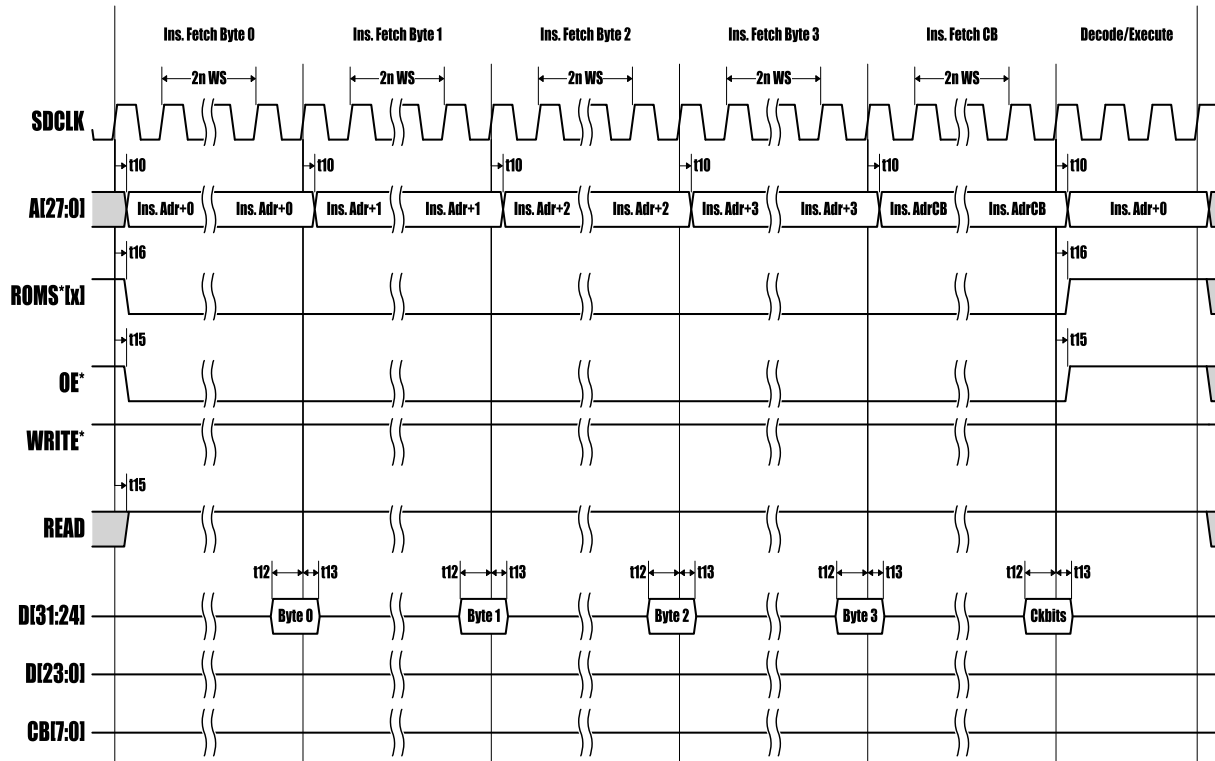 Ins. Fetch Byte 0 Ins. Fetch Byte 1 Ins. Fetch Byte 2 Ins. Fetch Byte 3 Ins. Fetch CB Decode/Execute
2n WS 2n WS 2n WS 2n WS 2n WS
SDCLK
t10 t10 t10 t10 t10 t10
A[27:0] Ins. Adr+0 Ins. Adr+0 Ins. Adr+1 Ins. Adr+1 Ins. Adr+2 Ins. Adr+2 Ins. Adr+3 Ins. Adr+3 Ins. AdrCB Ins. AdrCB Ins. Adr+0
t16 t16
ROMS*[x]
t15 t15
OE*
WRITE*
t15
READ
t12 t13 t12 t13 t12 t13 t12 t13 t12 t13
D[31:24] Byte 0 Byte 1 Byte 2 Byte 3 Ckbits
D[23:0]
CB[7:0]